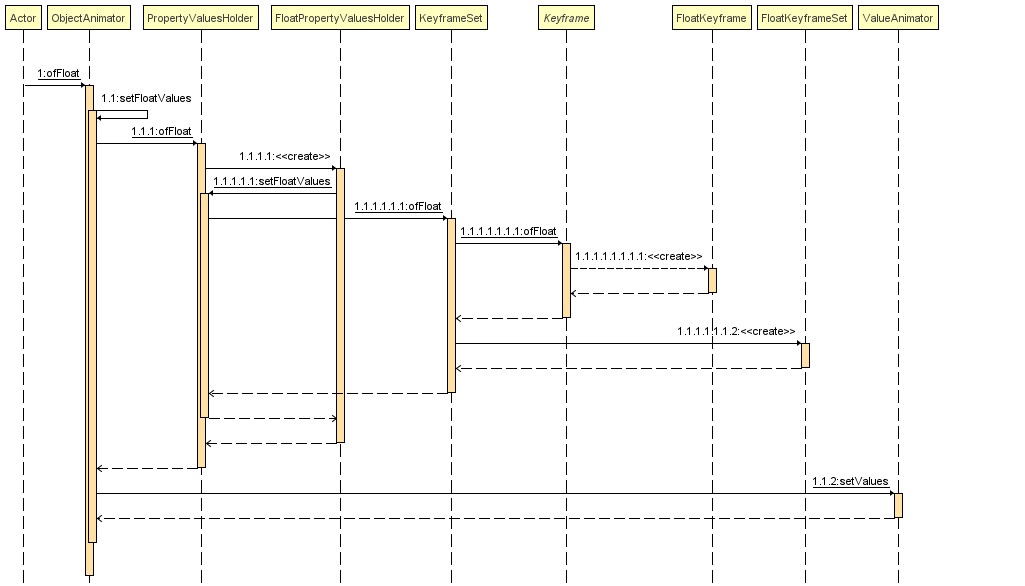 Actor
ObjectAnimator
PropertyValuesHolder
FloatPropertyValuesHolder
KeyframeSet
Keyframe
FloatKeyframe
FloatKeyframeSet
ValueAnimator
1:ofFloat
1.1:setFloatValues
1.1.1:ofFloat
1.1.1.1:<<create>>
1.1.1.1.1:setFloatValues
1.1.1.1.1.1:ofFloat
1.1.1.1.1.1.1:ofFloat
1.1.1.1.1.1.1.1:<<create>>
1.1.1.1.1.1.2:<<create>>
1.1.2:setValues